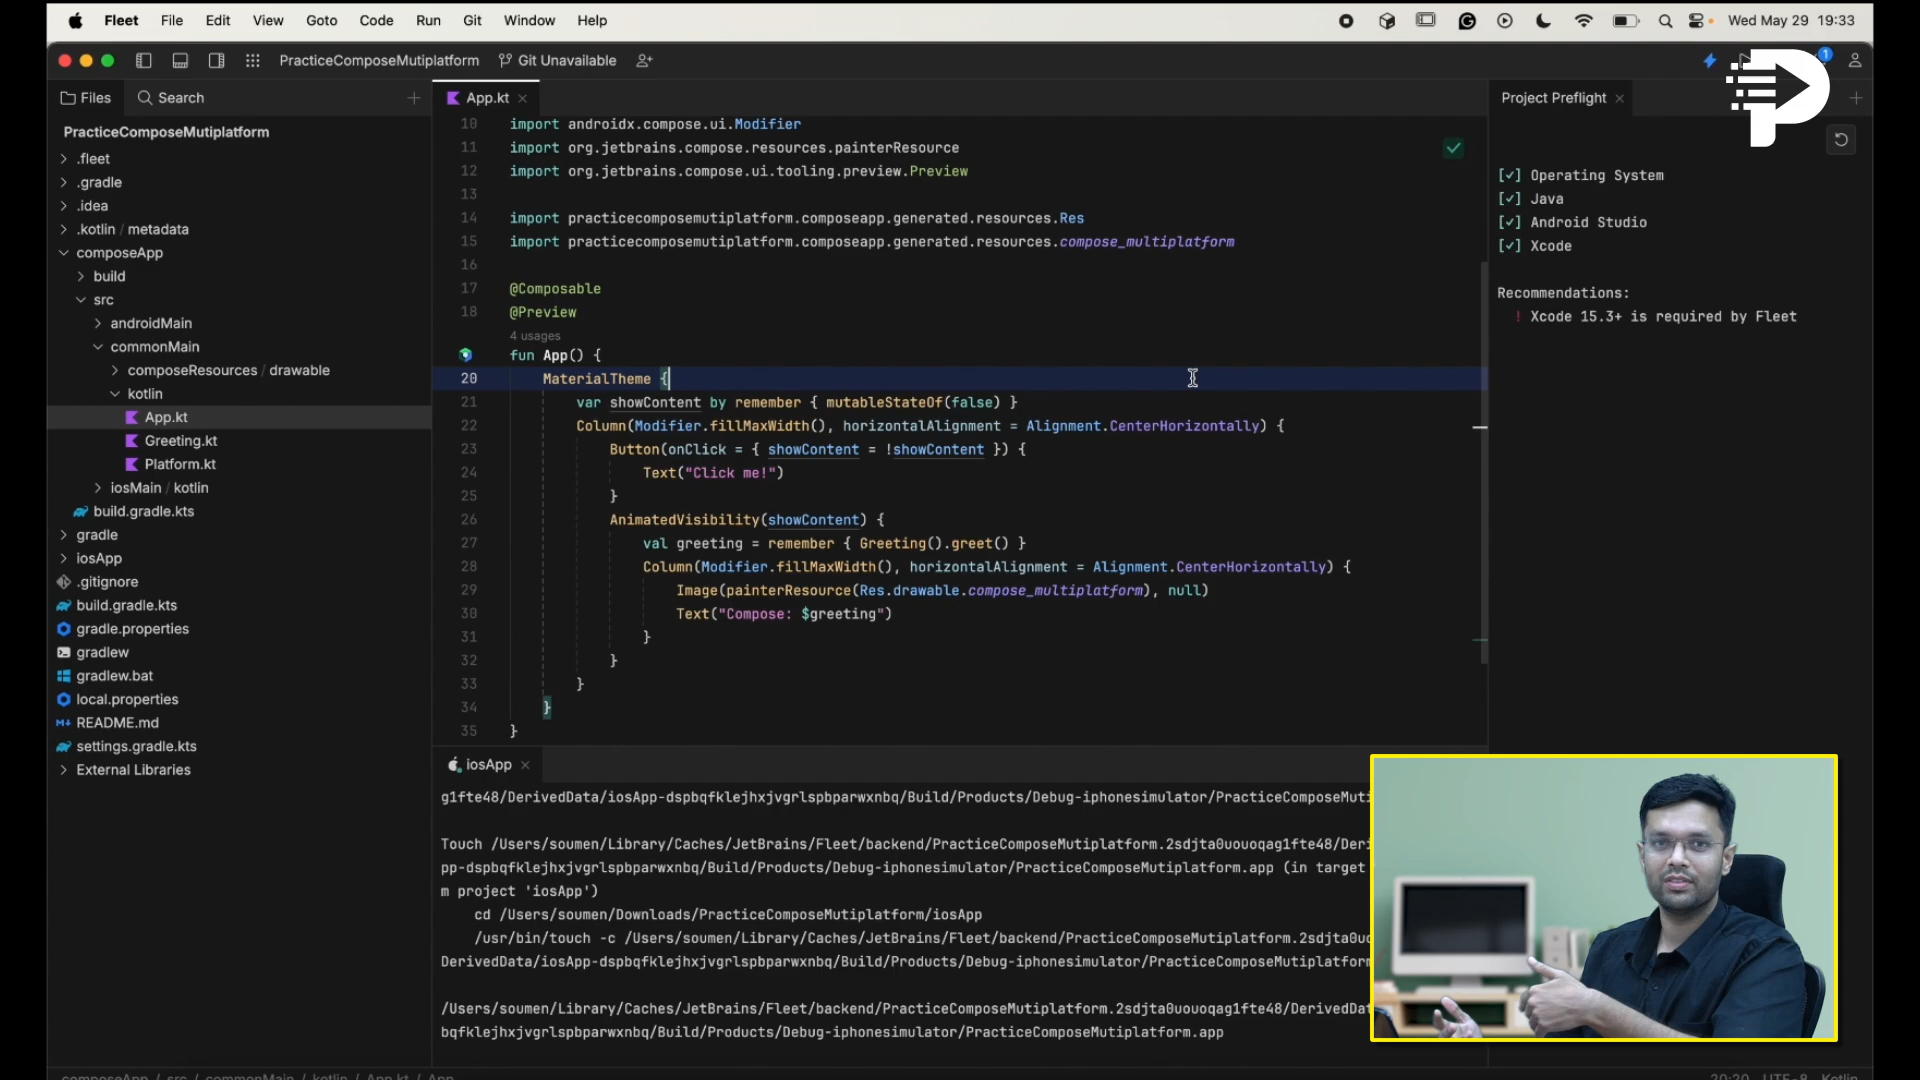 Fleet File Edit View Goto Code Run Git Window Help Wed May 29 19:33
PracticeComposeMutiplatform Git Unavailable 1
Files Search
PracticeComposeMutiplatform
.fleet
.gradle
.idea
.kotlin / metadata
composeApp
build
src
androidMain
commonMain
composeResources / drawable
kotlin
App.kt
Greeting.kt
Platform.kt
iosMain / kotlin
build.gradle.kts
gradle
iosApp
.gitignore
build.gradle.kts
gradle.properties
gradlew
gradlew.bat
local.properties
README.md
settings.gradle.kts
External Libraries
App.kt
10 import androidx.compose.ui.Modifier
11 import org.jetbrains.compose.resources.painterResource
12 import org.jetbrains.compose.ui.tooling.preview.Preview
13
14 import practicecomposemutiplatform.composeapp.generated.resources.Res
15 import practicecomposemutiplatform.composeapp.generated.resources.compose_multiplatform
16
17 @Composable
18 @Preview
4 usages
fun App() {
20 MaterialTheme {
21 var showContent by remember { mutableStateOf(false) }
22 Column(Modifier.fillMaxWidth(), horizontalAlignment = Alignment.CenterHorizontally) {
23 Button(onClick = { showContent = !showContent }) {
24 Text("Click me!")
25 }
26 AnimatedVisibility(showContent) {
27 val greeting = remember { Greeting().greet() }
28 Column(Modifier.fillMaxWidth(), horizontalAlignment = Alignment.CenterHorizontally) {
29 Image(painterResource(Res.drawable.compose_multiplatform), null)
30 Text("Compose: $greeting")
31 }
32 }
33 }
34 }
35 }
iosApp
g1fte48/DerivedData/iosApp-dspbqfklejhxjvgrlspbparwxnbq/Build/Products/Debug-iphonesimulator/PracticeComposeMuti
Touch /Users/soumen/Library/Caches/JetBrains/Fleet/backend/PracticeComposeMutiplatform.2sdjta0uouoqag1fte48/Deri
pp-dspbqfklejhxjvgrlspbparwxnbq/Build/Products/Debug-iphonesimulator/PracticeComposeMutiplatform.app (in target
m project 'iosApp')
cd /Users/soumen/Downloads/PracticeComposeMutiplatform/iosApp
/usr/bin/touch -c /Users/soumen/Library/Caches/JetBrains/Fleet/backend/PracticeComposeMutiplatform.2sdjta0uo
DerivedData/iosApp-dspbqfklejhxjvgrlspbparwxnbq/Build/Products/Debug-iphonesimulator/PracticeComposeMutiplatform
/Users/soumen/Library/Caches/JetBrains/Fleet/backend/PracticeComposeMutiplatform.2sdjta0uouoqag1fte48/DerivedDat
bqfklejhxjvgrlspbparwxnbq/Build/Products/Debug-iphonesimulator/PracticeComposeMutiplatform.app
Project Preflight
[✓] Operating System
[✓] Java
[✓] Android Studio
[✓] Xcode
Recommendations:
! Xcode 15.3+ is required by Fleet